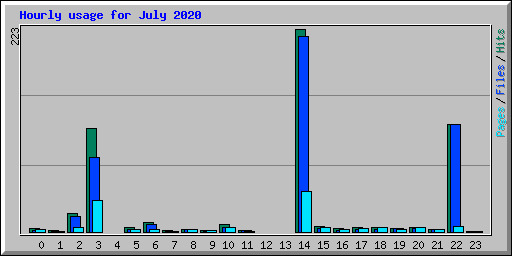 Hourly usage for July 2020
223
Pages / Files / Hits
0 1 2 3 4 5 6 7 8 9 10 11 12 13 14 15 16 17 18 19 20 21 22 23